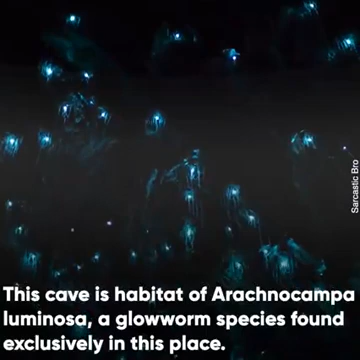 Sarcastic Bro
This cave is habitat of Arachnocampa
luminosa, a glowworm species found
exclusively in this place.